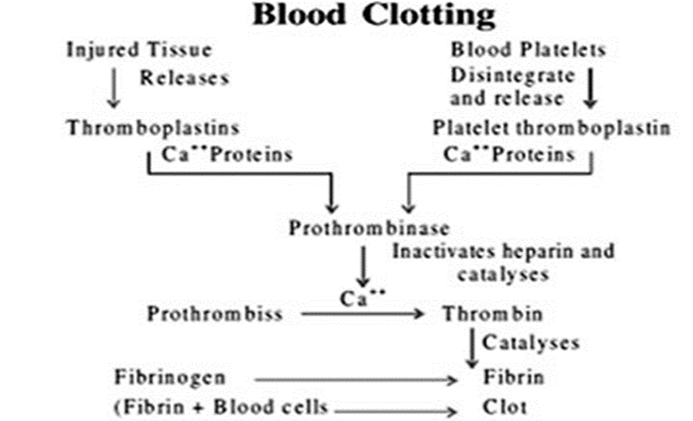 Blood Clotting
Injured Tissue
Blood Platelets
Releases
Disintegrate
and release
Thromboplastins
Platelet thromboplastin
Ca++Proteins
Ca++Proteins
Prothrombinase
Inactivates heparin and
catalyses
Ca++
Prothrombiss
Thrombin
Catalyses
Fibrinogen
Fibrin
(Fibrin + Blood cells
Clot